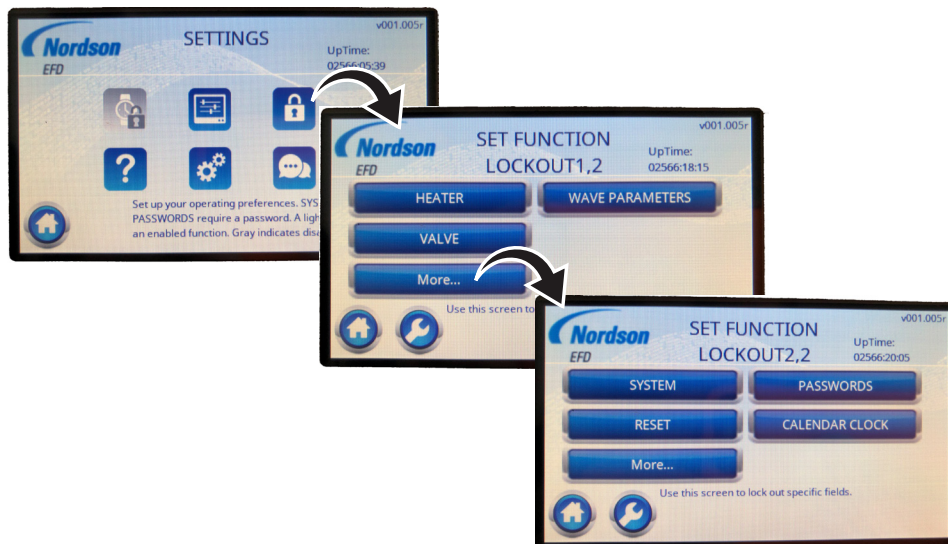 v001.005r
Nordson
EFD
SETTINGS
UpTime:
02566:05:39
?
Set up your operating preferences. SYS
PASSWORDS require a password. A ligh
an enabled function. Gray indicates disa
v001.005r
Nordson
EFD
SET FUNCTION
LOCKOUT1,2
UpTime:
02566:18:15
HEATER
WAVE PARAMETERS
VALVE
More...
Use this screen to
v001.005r
Nordson
EFD
SET FUNCTION
LOCKOUT2,2
UpTime:
02566:20:05
SYSTEM
PASSWORDS
RESET
CALENDAR CLOCK
More...
Use this screen to lock out specific fields.